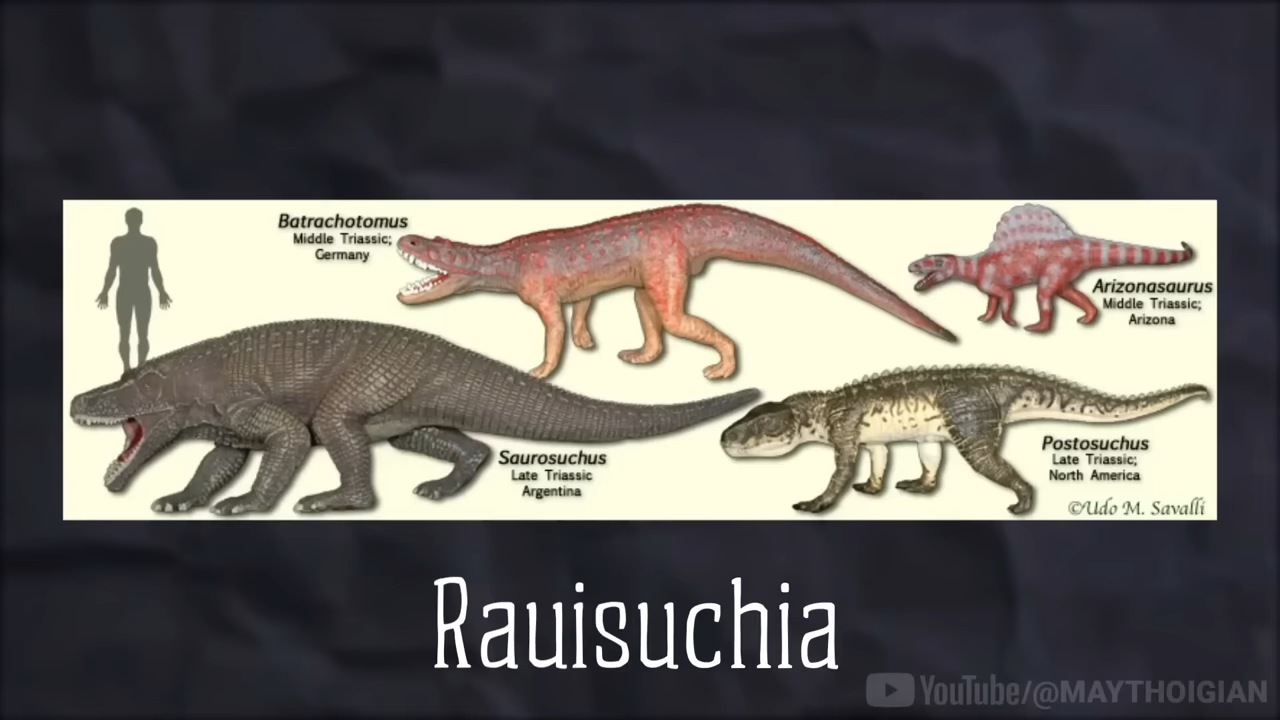 Batrachotomus
Middle Triassic;
Germany
Arizonasaurus
Middle Triassic;
Arizona
Saurosuchus
Late Triassic
Argentina
Postosuchus
Late Triassic;
North America
©Udo M. Savalli
Rauisuchia
YouTube/@MAYTHOIGIAN